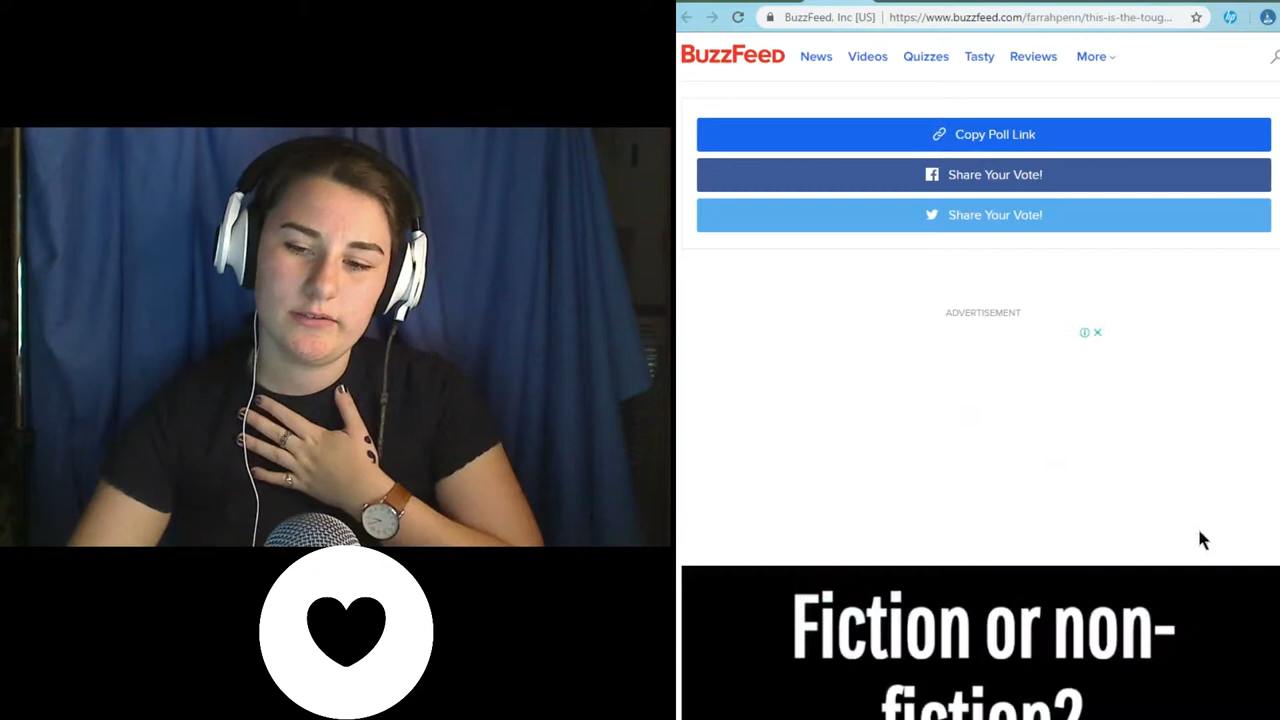 BuzzFeed, Inc [US] https://www.buzzfeed.com/farrahpenn/this-is-the-toug...
BuzzFeed News Videos Quizzes Tasty Reviews More
Copy Poll Link
Share Your Vote!
Share Your Vote!
ADVERTISEMENT
Fiction or non-
fiction?